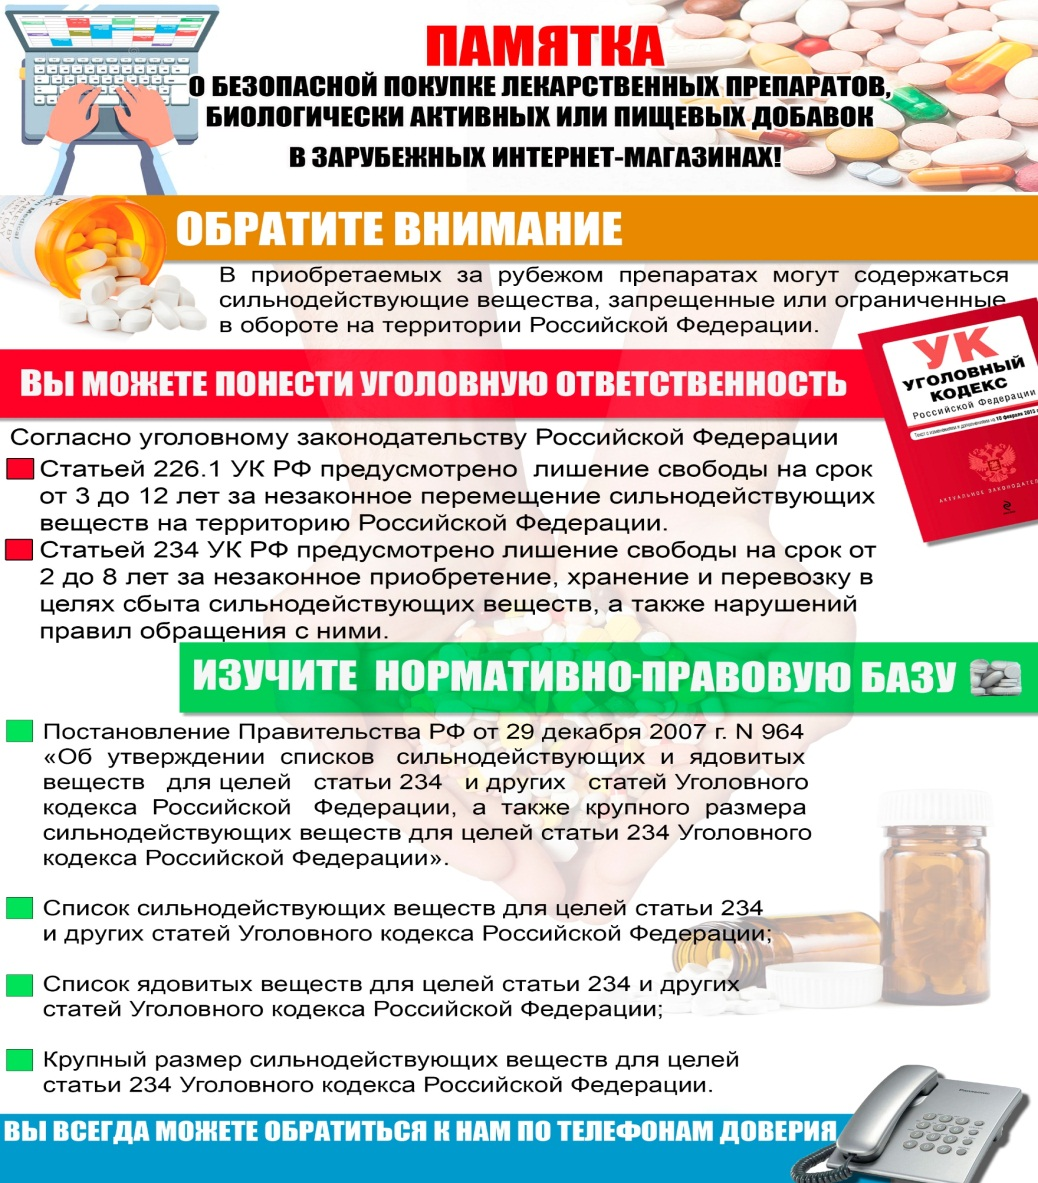 ПАМЯТКА
О БЕЗОПАСНОЙ ПОКУПКЕ ЛЕКАРСТВЕННЫХ ПРЕПАРАТОВ,
БИОЛОГИЧЕСКИ АКТИВНЫХ ИЛИ ПИЩЕВЫХ ДОБАВОК
В ЗАРУБЕЖНЫХ ИНТЕРНЕТ-МАГАЗИНАХ!
ОБРАТИТЕ ВНИМАНИЕ
В приобретаемых за рубежом препаратах могут содержаться
сильнодействующие вещества, запрещенные или ограниченные
в обороте на территории Российской Федерации.
ВЫ МОЖЕТЕ ПОНЕСТИ УГОЛОВНУЮ ОТВЕТСТВЕННОСТЬ
УК
УГОЛОВНЫЙ
КОДЕКС
Российской Федерации
Согласно уголовному законодательству Российской Федерации
Статьей 226.1 УК РФ предусмотрено лишение свободы на срок
от 3 до 12 лет за незаконное перемещение сильнодействующих
веществ на территорию Российской Федерации.
Статьей 234 УК РФ предусмотрено лишение свободы на срок от
2 до 8 лет за незаконное приобретение, хранение и перевозку в
целях сбыта сильнодействующих веществ, а также нарушений
правил обращения с ними.
ИЗУЧИТЕ НОРМАТИВНО-ПРАВОВУЮ БАЗУ
Постановление Правительства РФ от 29 декабря 2007 г. N 964
«Об утверждении списков сильнодействующих и ядовитых
веществ для целей статьи 234 и других статей Уголовного
кодекса Российской Федерации, а также крупного размера
сильнодействующих веществ для целей статьи 234 Уголовного
кодекса Российской Федерации».
Список сильнодействующих веществ для целей статьи 234
и других статей Уголовного кодекса Российской Федерации;
Список ядовитых веществ для целей статьи 234 и других
статей Уголовного кодекса Российской Федерации;
Крупный размер сильнодействующих веществ для целей
статьи 234 Уголовного кодекса Российской Федерации.
ВЫ ВСЕГДА МОЖЕТЕ ОБРАТИТЬСЯ К НАМ ПО ТЕЛЕФОНАМ ДОВЕРИЯ